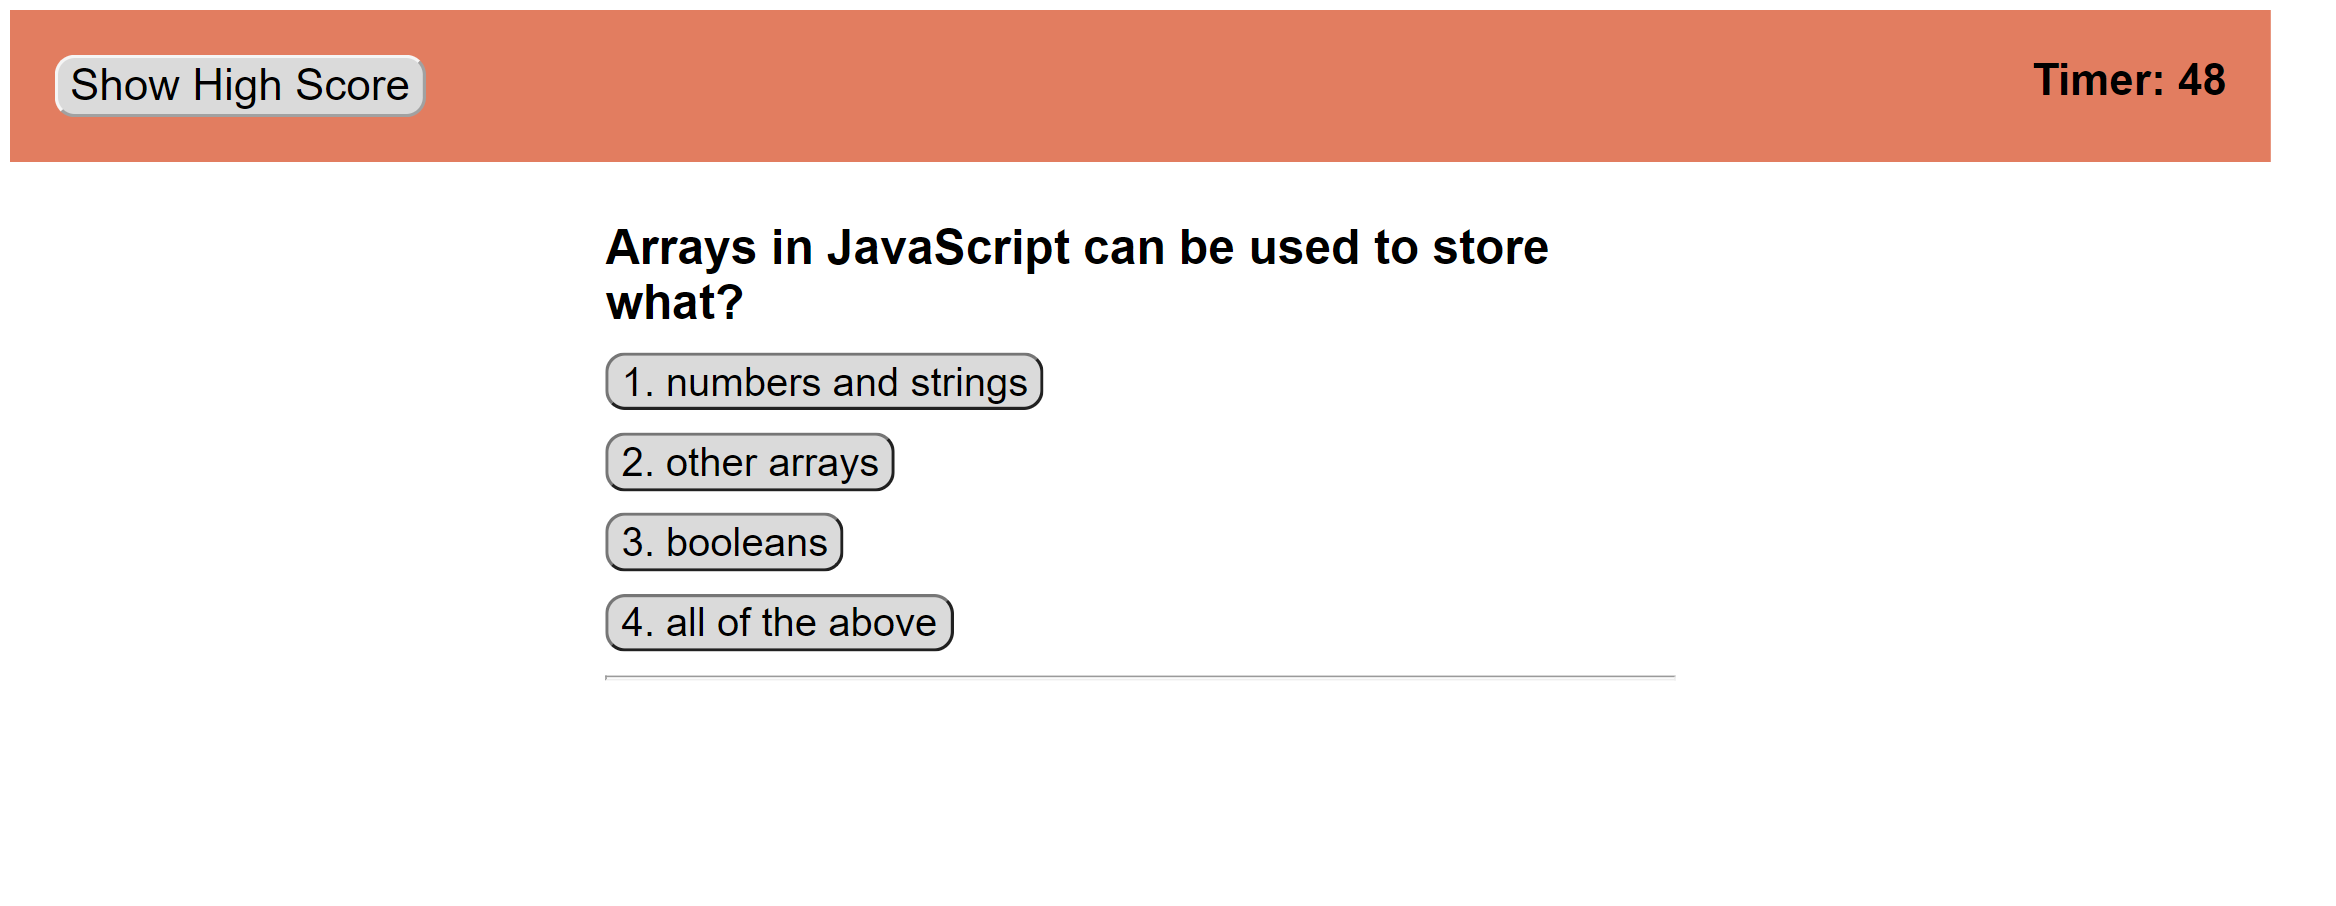 Show High Score
Timer: 48
Arrays in JavaScript can be used to store
what?
1. numbers and strings
2. other arrays
3. booleans
4. all of the above